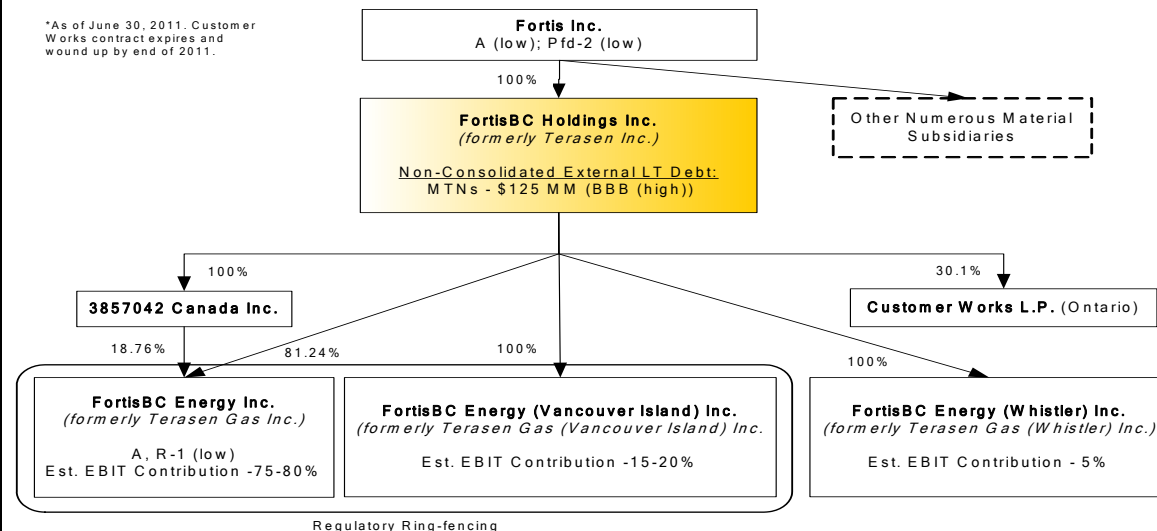 *As of June 30, 2011. Customer
Works contract expires and
wound up by end of 2011.
Fortis Inc.
A (low); Pfd-2 (low)
100%
FortisBC Holdings Inc.
(formerly Terasen Inc.)
Non-Consolidated External LT Debt:
MTNs - $125 MM (BBB (high))
Other Numerous Material
Subsidiaries
100%
30.1%
3857042 Canada Inc.
Customer Works L.P. (Ontario)
18.76%
81.24%
100%
100%
FortisBC Energy Inc.
(formerly Terasen Gas Inc.)
A, R-1 (low)
Est. EBIT Contribution -75-80%
FortisBC Energy (Vancouver Island) Inc.
(formerly Terasen Gas (Vancouver Island) Inc.
Est. EBIT Contribution -15-20%
FortisBC Energy (Whistler) Inc.
(formerly Terasen Gas (Whistler) Inc.)
Est. EBIT Contribution - 5%
Regulatory Ring-fencing